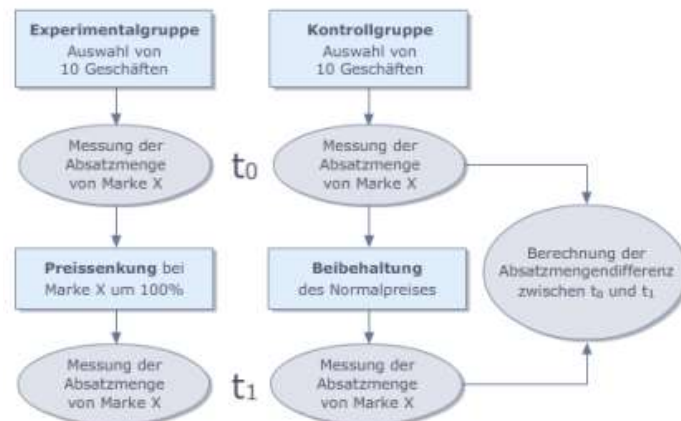 Experimentalgruppe
Auswahl von
10 Geschäften
Kontrollgruppe
Auswahl von
10 Geschäften
Messung der
Absatzmenge
von Marke X
t0
Messung der
Absatzmenge
von Marke X
Preissenkung bei
Marke X um 100%
Beibehaltung
des Normalpreises
Berechnung der
Absatzmengendifferenz
zwischen t0 und t1
Messung der
Absatzmenge
von Marke X
t1
Messung der
Absatzmenge
von Marke X